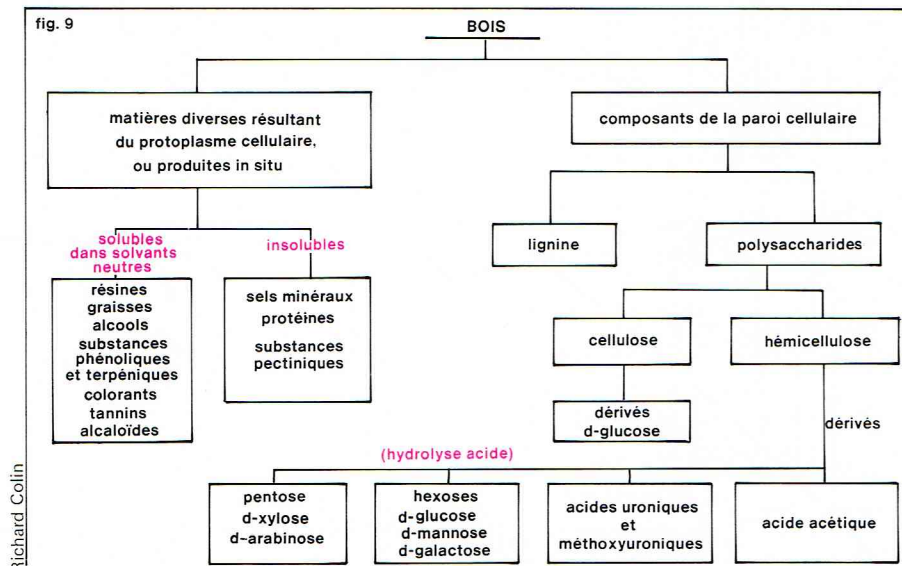 fig. 9
BOIS
matières diverses résultant
du protoplasme cellulaire,
ou produites in situ
composants de la paroi cellulaire
solubles
dans solvants
neutres
insolubles
lignine
polysaccharides
résines
graisses
alcools
substances
phénoliques
et terpéniques
colorants
tannins
alcaloïdes
sels minéraux
protéines
substances
pectiniques
cellulose
hémicellulose
dérivés
d-glucose
dérivés
(hydrolyse acide)
pentose
d-xylose
d-arabinose
hexoses
d-glucose
d-mannose
d-galactose
acides uroniques
et
méthoxyuroniques
acide acétique
Richard Colin